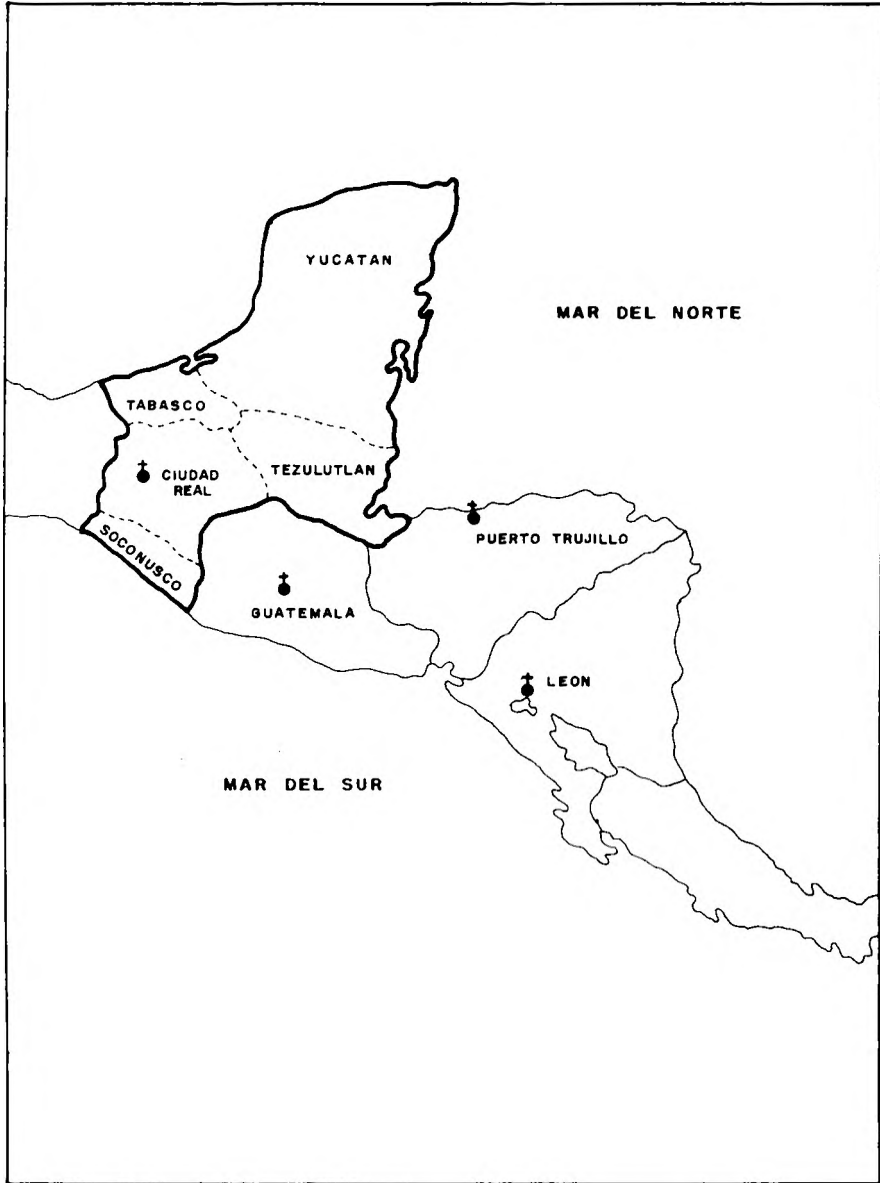 YUCATAN
MAR DEL NORTE
TABASCO
CIUDAD
REAL
TEZULUTLAN
SOCONUSCO
PUERTO TRUJILLO
GUATEMALA
LEON
MAR DEL SUR